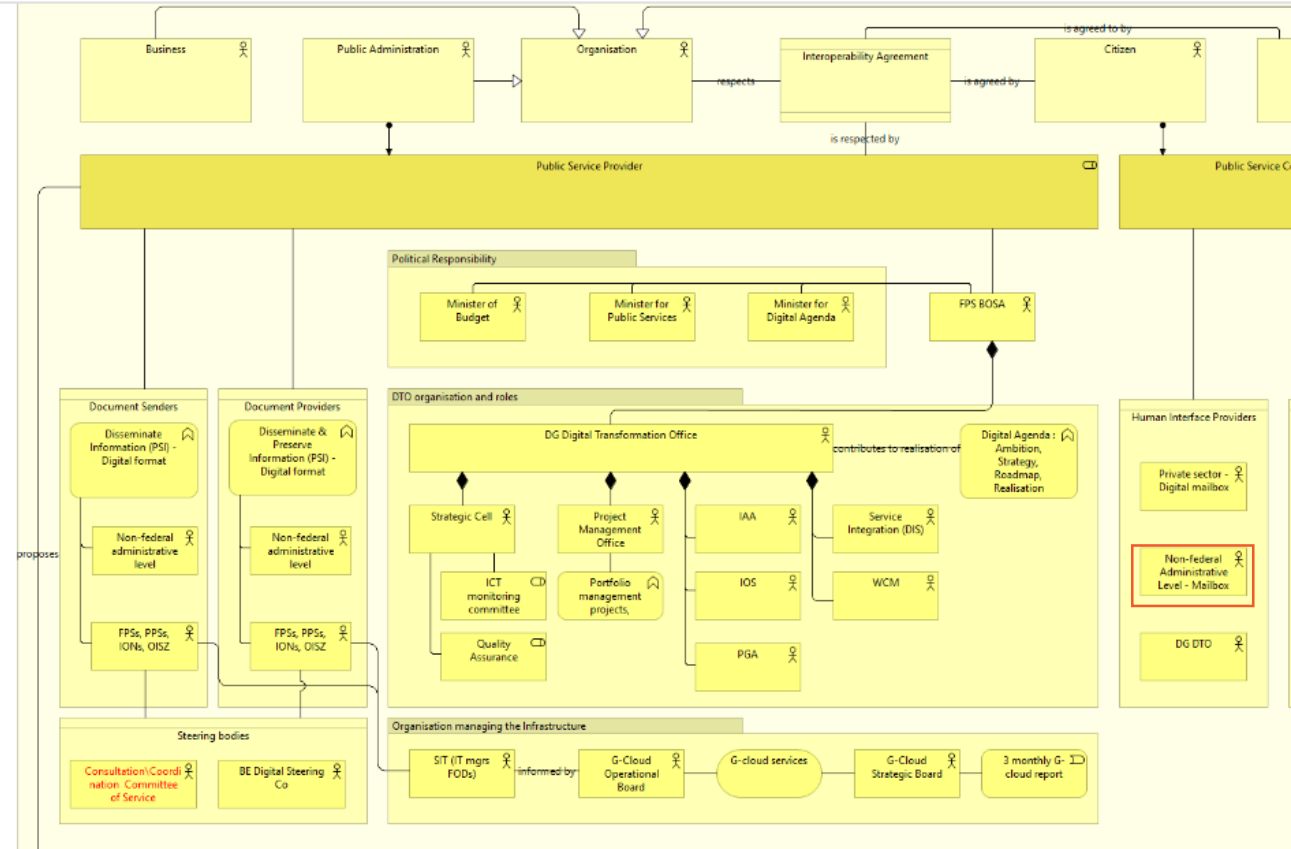 Business
Public Administration
Organisation
Interoperability Agreement
is agreed to by
Citizen
respects
is agreed by
is respected by
Public Service Provider
Public Service
Political Responsibility
Minister of
Budget
Minister for
Public Services
Minister for
Digital Agenda
FPS BOSA
Document Senders
Disseminate
Information (PSI) -
Digital format
Non-federal
administrative
level
FPSs, PPSs,
IONs, OISZ
Document Providers
Disseminate &
Preserve
Information (PSI) -
Digital format
Non-federal
administrative
level
FPSs, PPSs,
IONs, OISZ
proposes
DTO organisation and roles
DG Digital Transformation Office
contributes to realisation of
Digital Agenda :
Ambition,
Strategy,
Roadmap,
Realisation
Strategic Cell
ICT
monitoring
committee
Quality
Assurance
Project
Management
Office
Portfolio
management
projects,
IAA
IOS
PGA
Service
Integration (DIS)
WCM
Human Interface Providers
Private sector -
Digital mailbox
Non-federal
Administrative
Level - Mailbox
DG DTO
Steering bodies
Consultation\Coordi
nation Committee
of Service
BE Digital Steering
Co
Organisation managing the Infrastructure
SIT (IT mgrs
FODs)
informed by
G-Cloud
Operational
Board
G-cloud services
G-Cloud
Strategic Board
3 monthly G-
cloud report